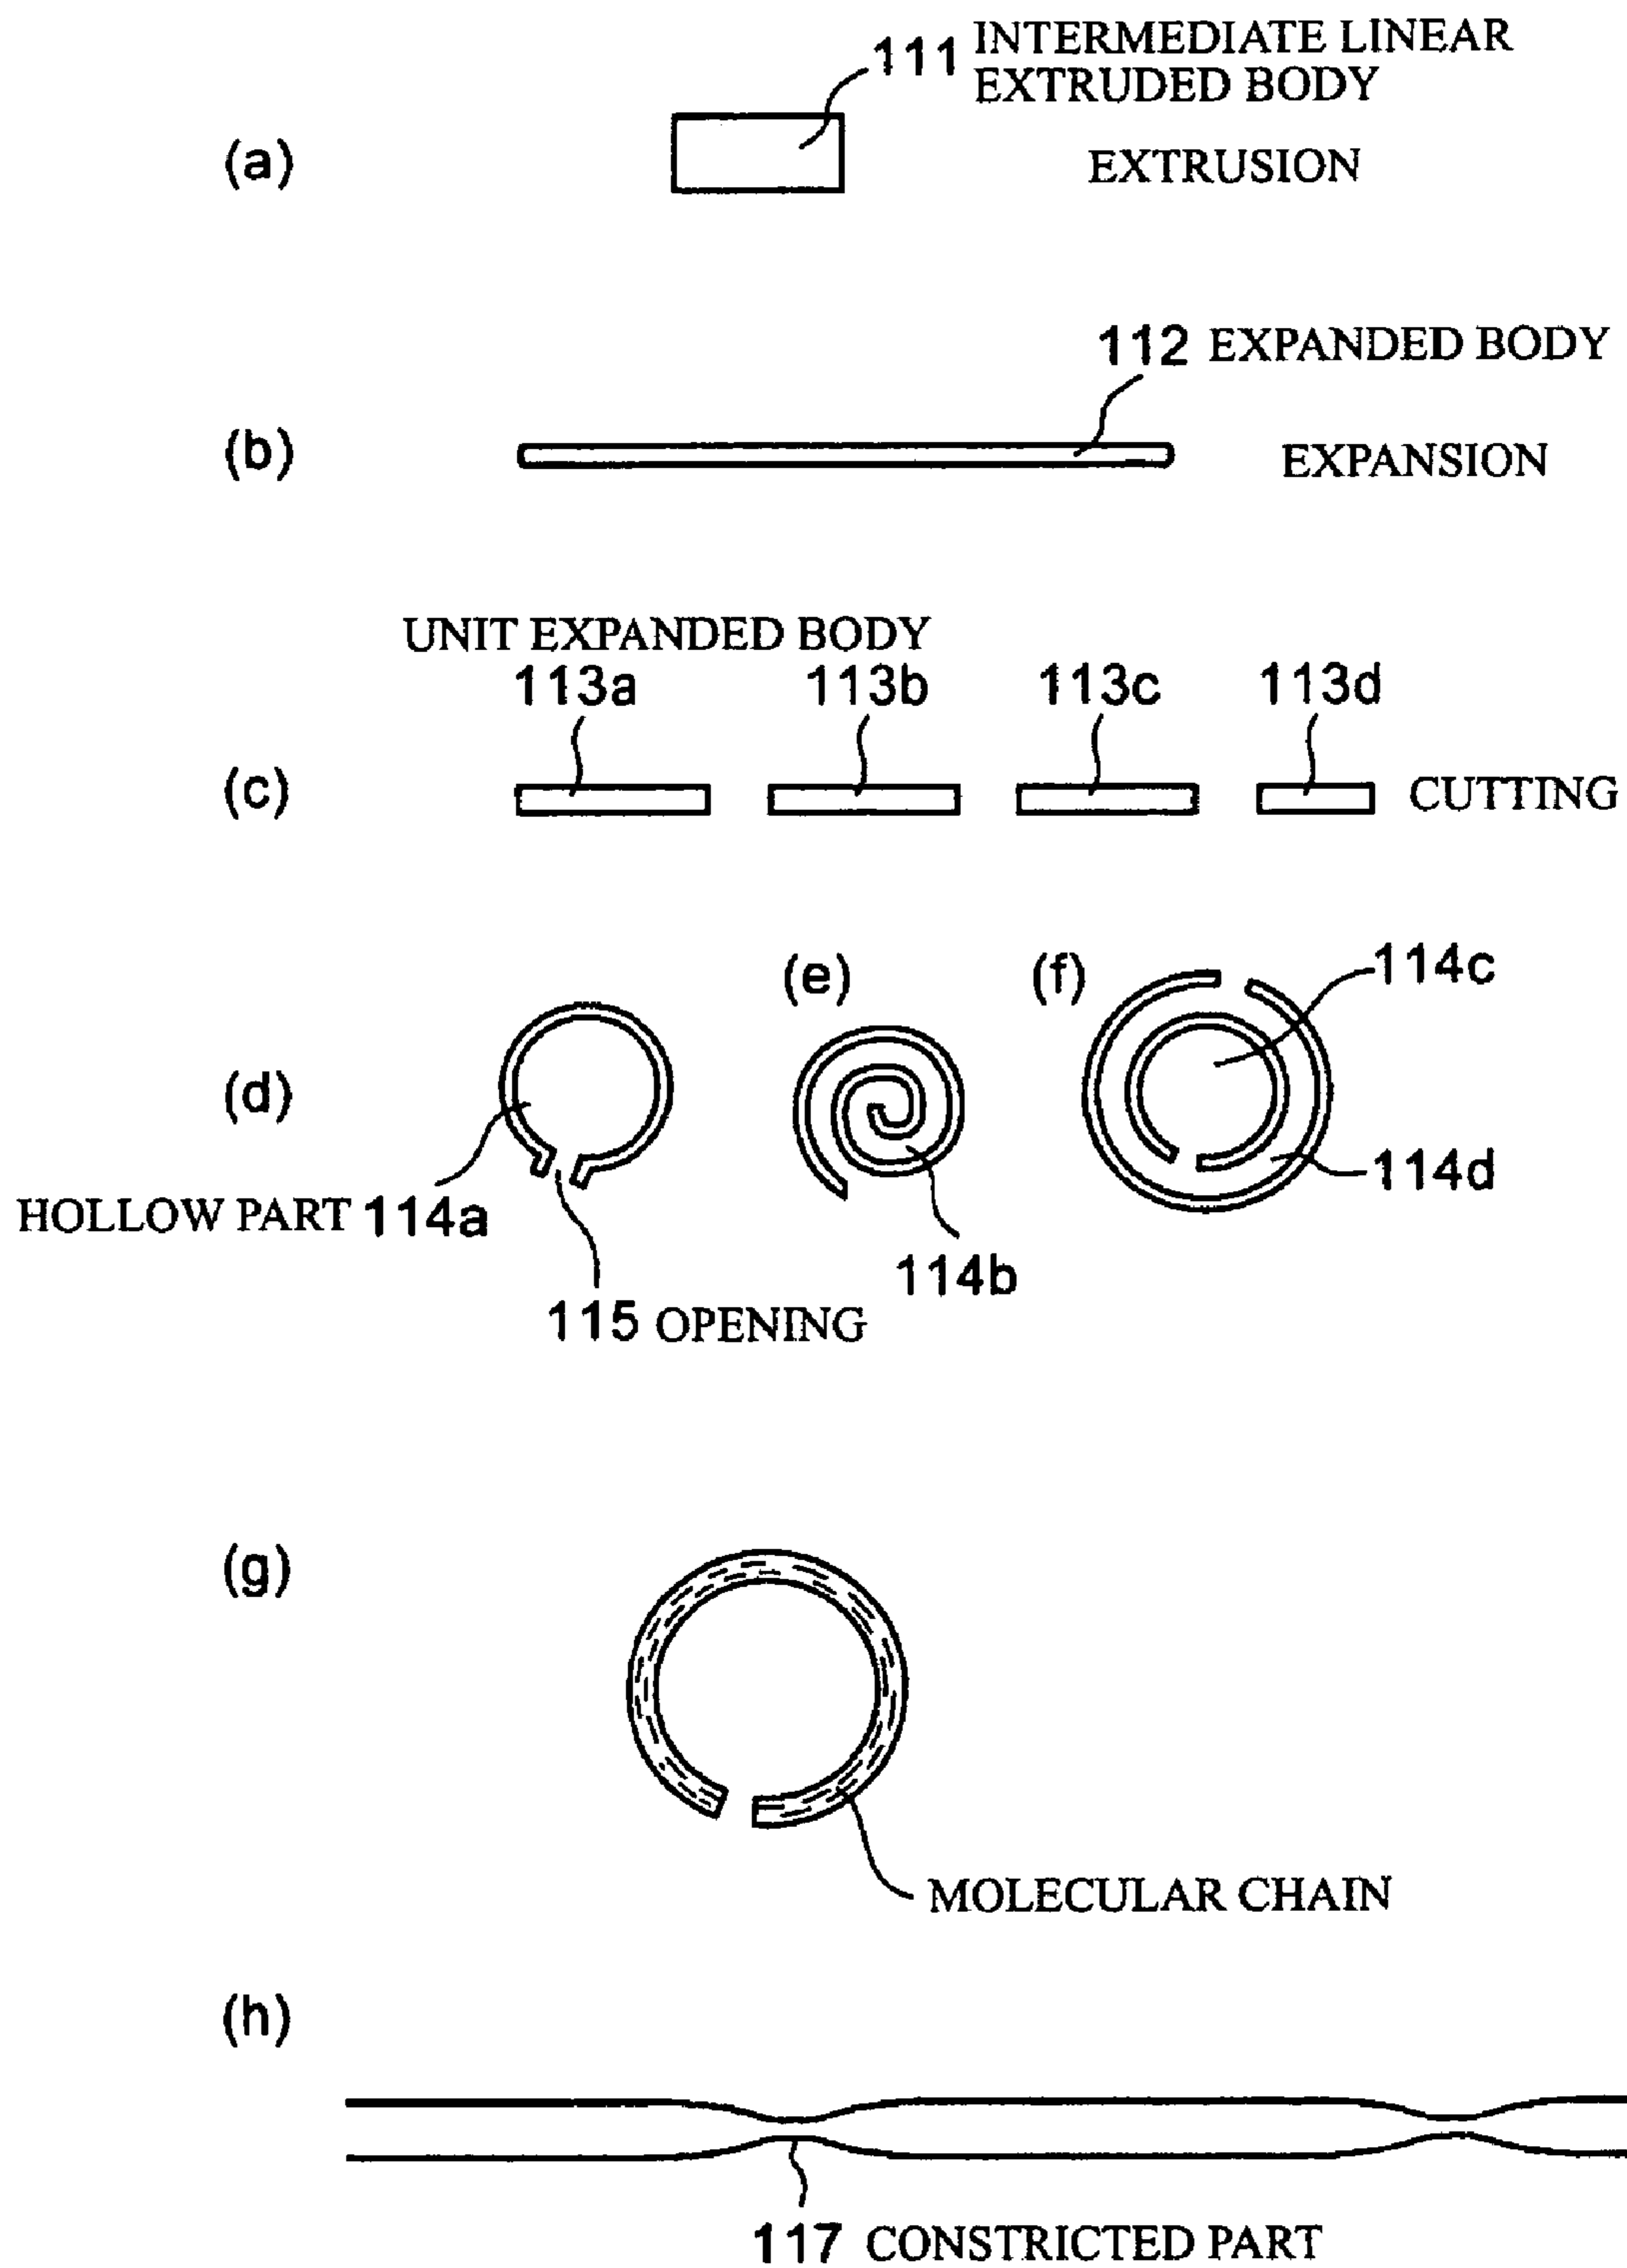 111 INTERMEDIATE LINEAR
EXTRUDED BODY
(a)
EXTRUSION
112 EXPANDED BODY
(b)
EXPANSION
UNIT EXPANDED BODY
113a 113b 113c 113d
(c)
CUTTING
(e)
(f)
114c
(d)
114d
HOLLOW PART 114a
114b
115 OPENING
(g)
MOLECULAR CHAIN
(h)
117 CONSTRICTED PART